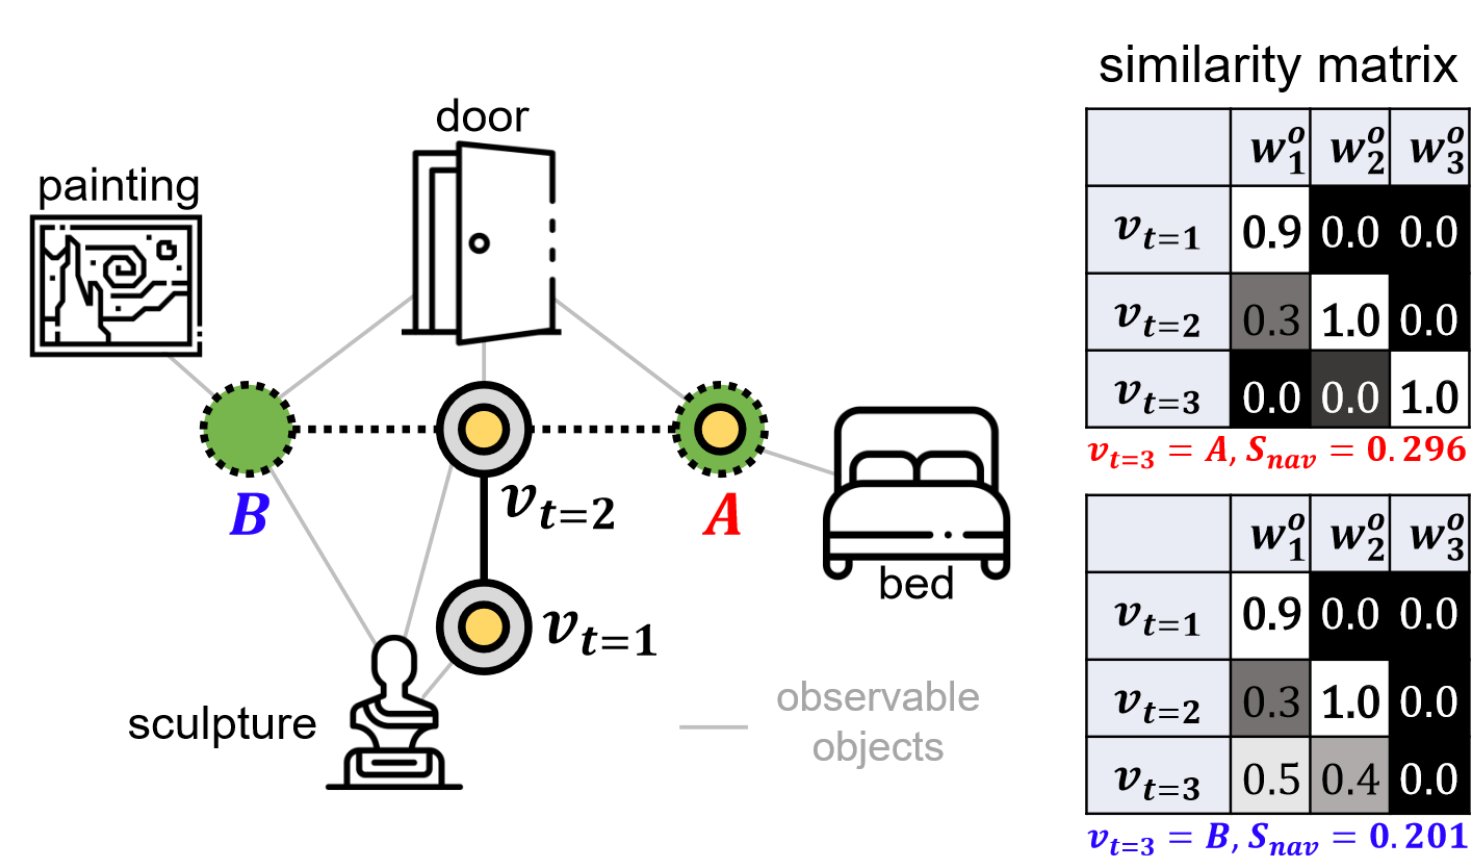 painting
door
B
A
v_{t=2}
v_{t=1}
bed
sculpture
observable
objects
similarity matrix
w_1^o w_2^o w_3^o
v_{t=1} 0.9 0.0 0.0
v_{t=2} 0.3 1.0 0.0
v_{t=3} 0.0 0.0 1.0
v_{t=3} = A, S_{nav} = 0.296
w_1^o w_2^o w_3^o
v_{t=1} 0.9 0.0 0.0
v_{t=2} 0.3 1.0 0.0
v_{t=3} 0.5 0.4 0.0
v_{t=3} = B, S_{nav} = 0.201